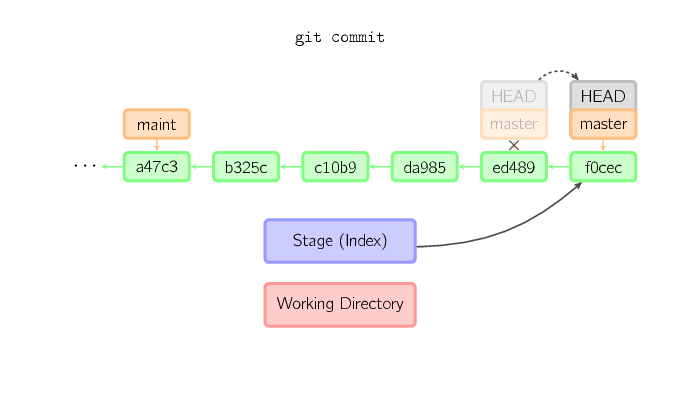 git commit
HEAD HEAD
maint master master
... a47c3 b325c c10b9 da985 ed489 f0cec
Stage (Index)
Working Directory